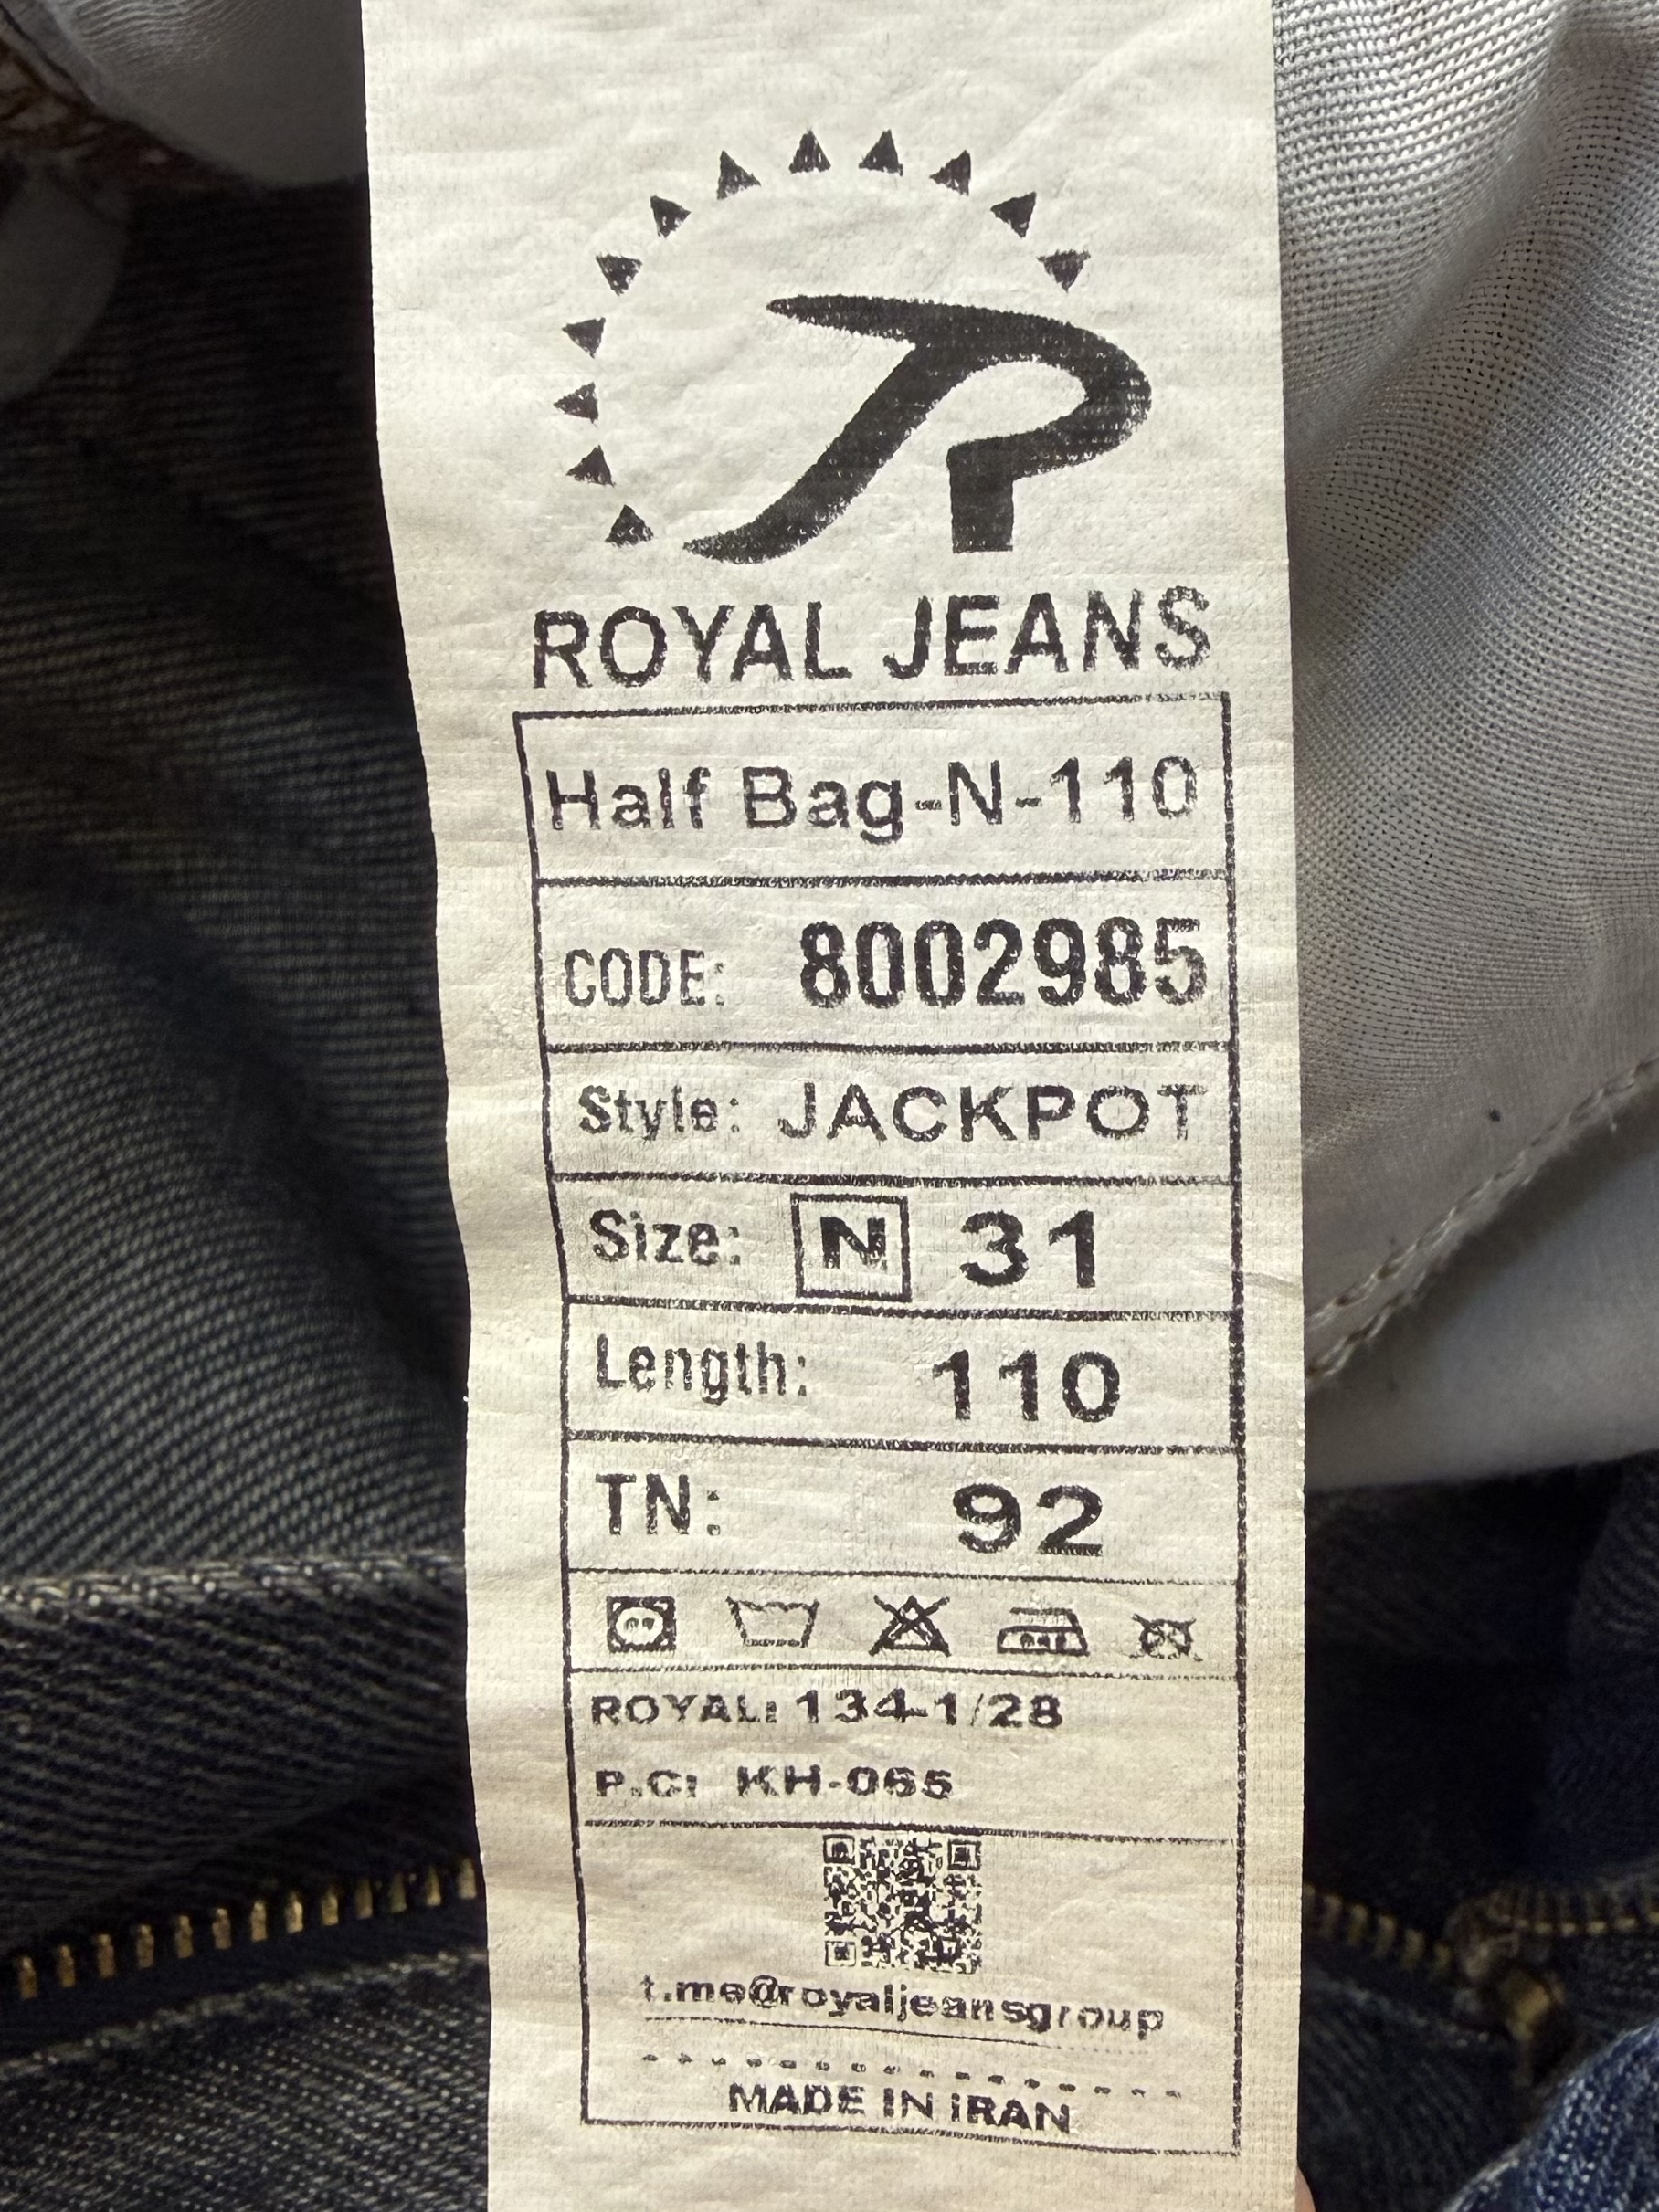 ROYAL JEANS
Half Bag-N-110
CODE: 8002985
Style: JACKPOT
Size: N 31
Length: 110
TN: 92
ROYAL: 134-1/28
P.C: KH-065
t.me@royaljeansgroup
MADE IN iRAN